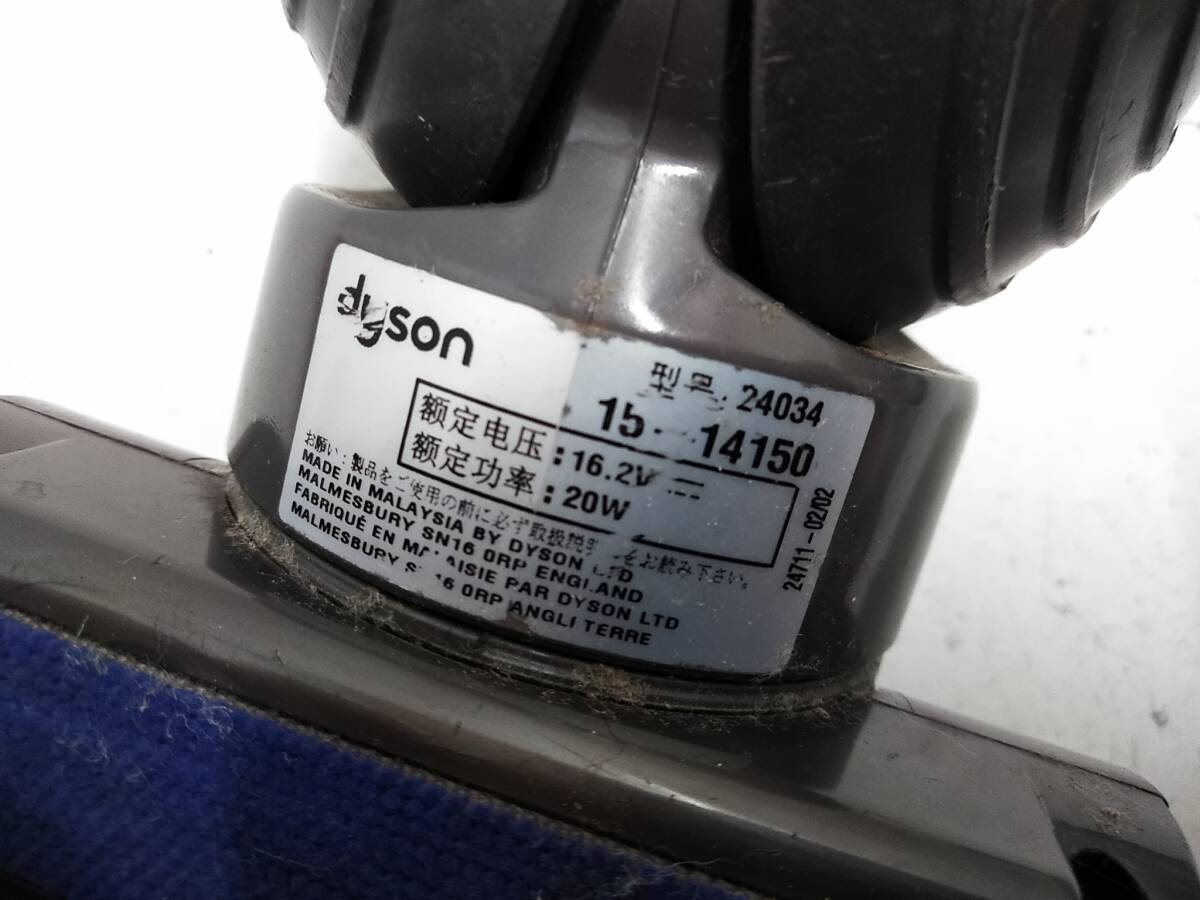 dyson
型号: 24034
15 14150
额定电压:16.2V ⎓
额定功率:20W
お願い:製品をご使用の前に必ず取扱説明 をお読み下さい。
MADE IN MALAYSIA BY DYSON LTD
MALMESBURY SN16 0RP ENGLAND
FABRIQUÉ EN MALAISIE PAR DYSON LTD
MALMESBURY SN16 0RP ANGLETERRE
24711-02/02